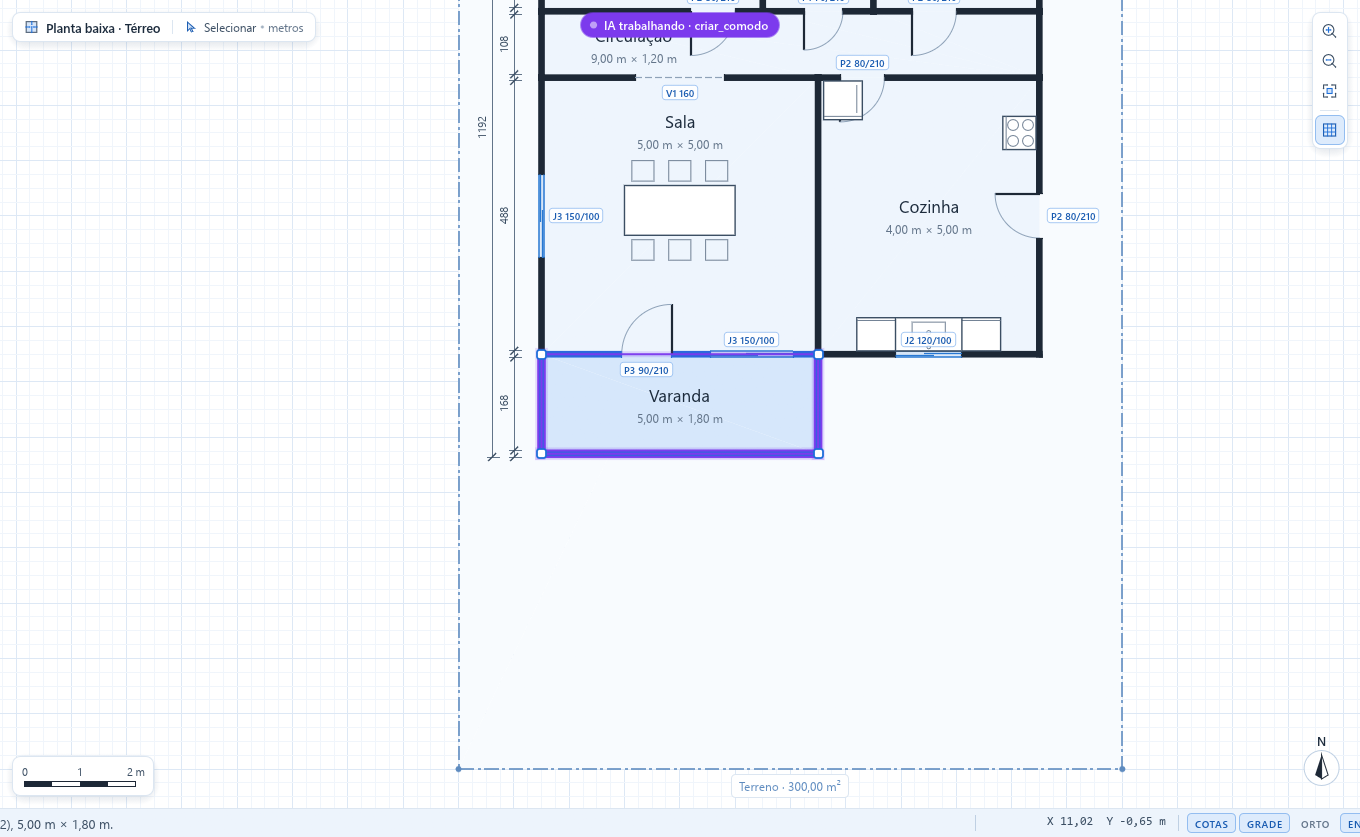 Planta baixa · Térreo
Selecionar • metros
IA trabalhando · criar_comodo
Circulação
9,00 m × 1,20 m
108
P2 80/210
V1 160
1192
Sala
5,00 m × 5,00 m
J3 150/100
488
Cozinha
4,00 m × 5,00 m
P2 80/210
J3 150/100
J2 120/100
P3 90/210
Varanda
5,00 m × 1,80 m
168
N
0 1 2 m
Terreno · 300,00 m²
2), 5,00 m × 1,80 m.
X 11,02 Y -0,65 m
COTAS
GRADE
ORTO
EN